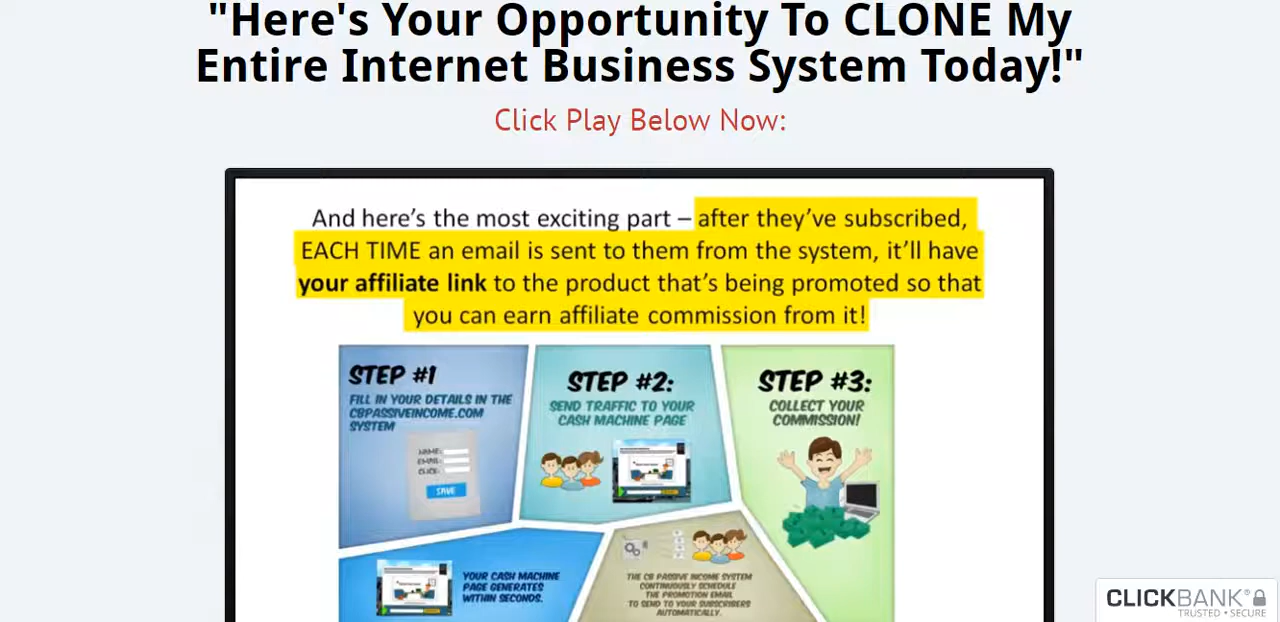 "Here's Your Opportunity To CLONE My
Entire Internet Business System Today!"
Click Play Below Now:
And here's the most exciting part – after they've subscribed,
EACH TIME an email is sent to them from the system, it'll have
your affiliate link to the product that's being promoted so that
you can earn affiliate commission from it!
STEP #1
FILL IN YOUR DETAILS IN THE
CBPASSIVEINCOME.COM
SYSTEM
NAME:
EMAIL:
CLICK:
SAVE
STEP #2:
SEND TRAFFIC TO YOUR
CASH MACHINE PAGE
STEP #3:
COLLECT YOUR
COMMISSION!
YOUR CASH MACHINE
PAGE GENERATES
WITHIN SECONDS.
THE CB PASSIVE INCOME SYSTEM
CONTINUOUSLY SCHEDULE
THE PROMOTION EMAIL
TO SEND TO YOUR SUBSCRIBERS
AUTOMATICALLY.
CLICKBANK®
TRUSTED • SECURE